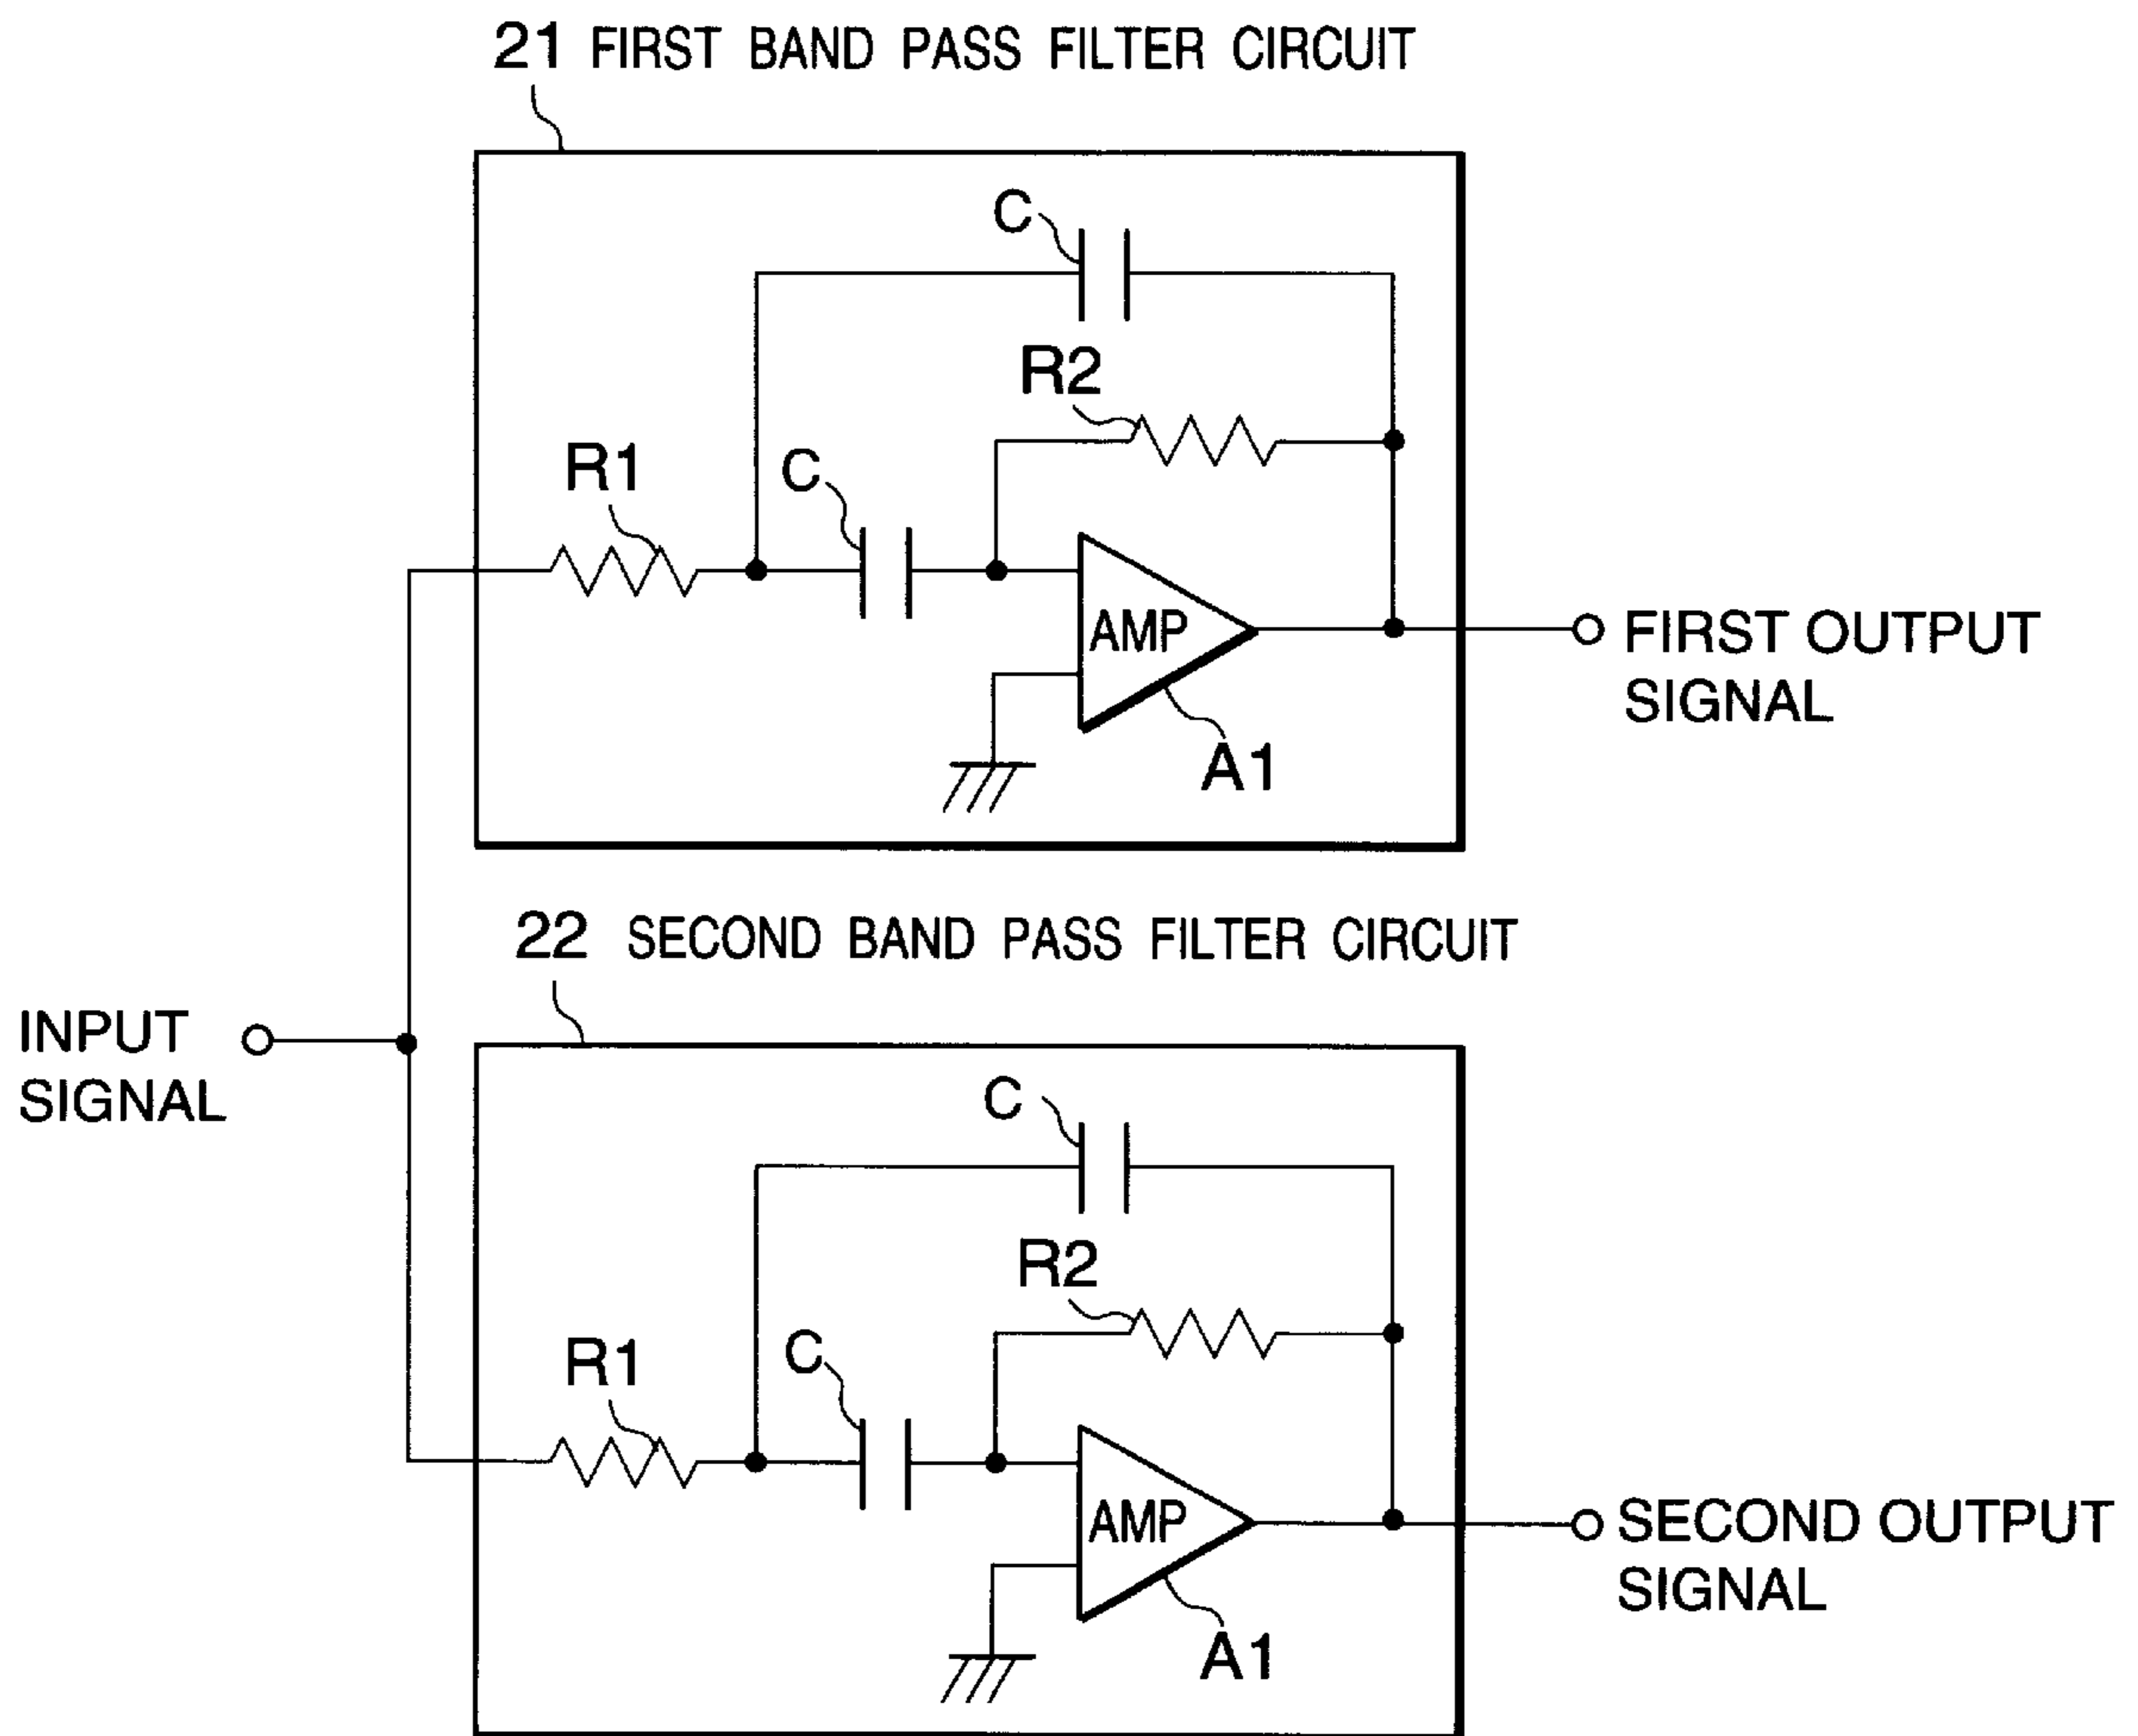 21 FIRST BAND PASS FILTER CIRCUIT
C
R2
R1
C
AMP
A1
FIRST OUTPUT
SIGNAL
22 SECOND BAND PASS FILTER CIRCUIT
INPUT
SIGNAL
C
R2
R1
C
AMP
A1
SECOND OUTPUT
SIGNAL